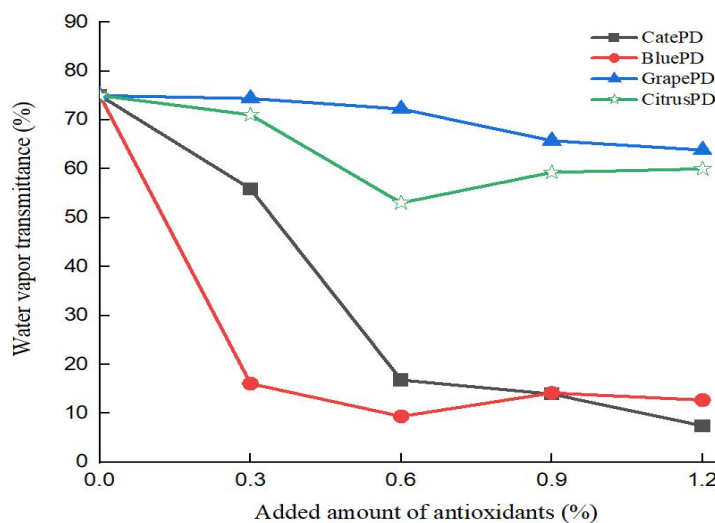 90
80
70
60
50
40
30
20
10
0
Water vapor transmittance (%)
CatePD
BluePD
GrapePD
CitrusPD
0.0 0.3 0.6 0.9 1.2
Added amount of antioxidants (%)